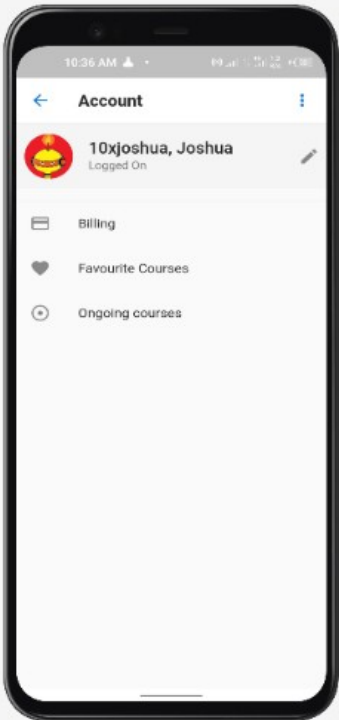 10:36 AM
Account
10xjoshua, Joshua
Logged On
Billing
Favourite Courses
Ongoing courses